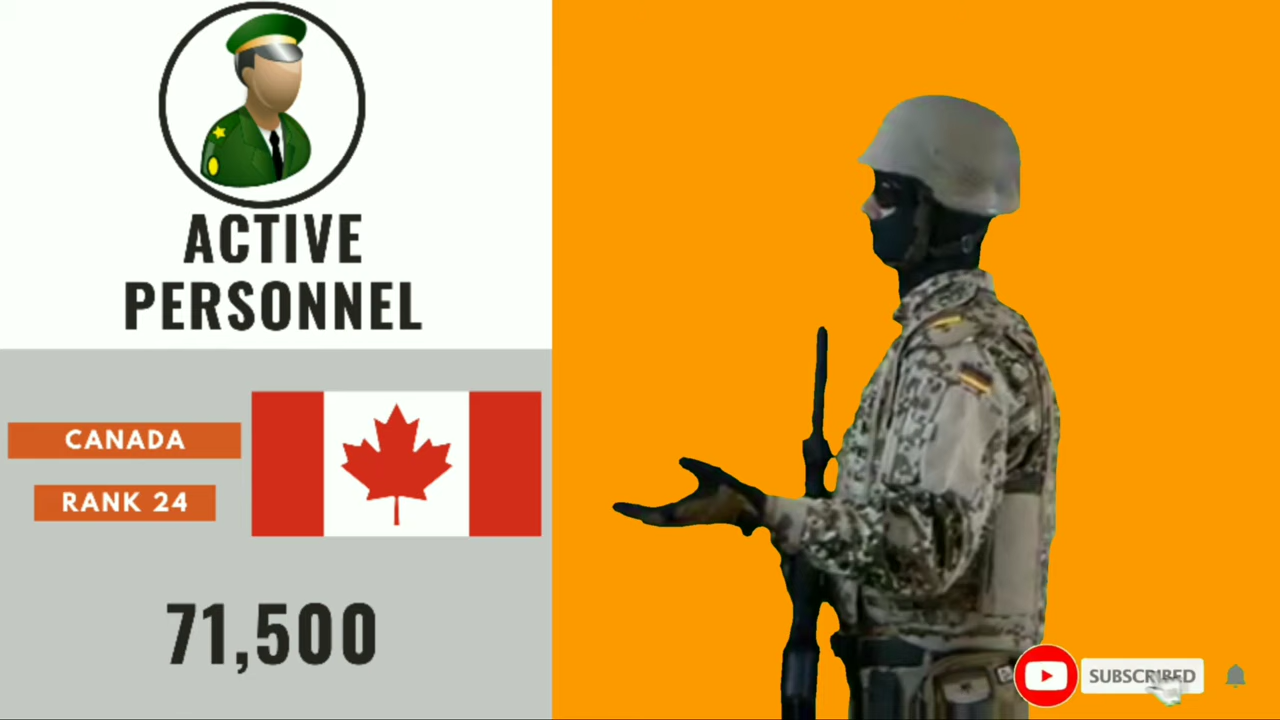 ACTIVE
PERSONNEL
CANADA
RANK 24
71,500
SUBSCRIBED